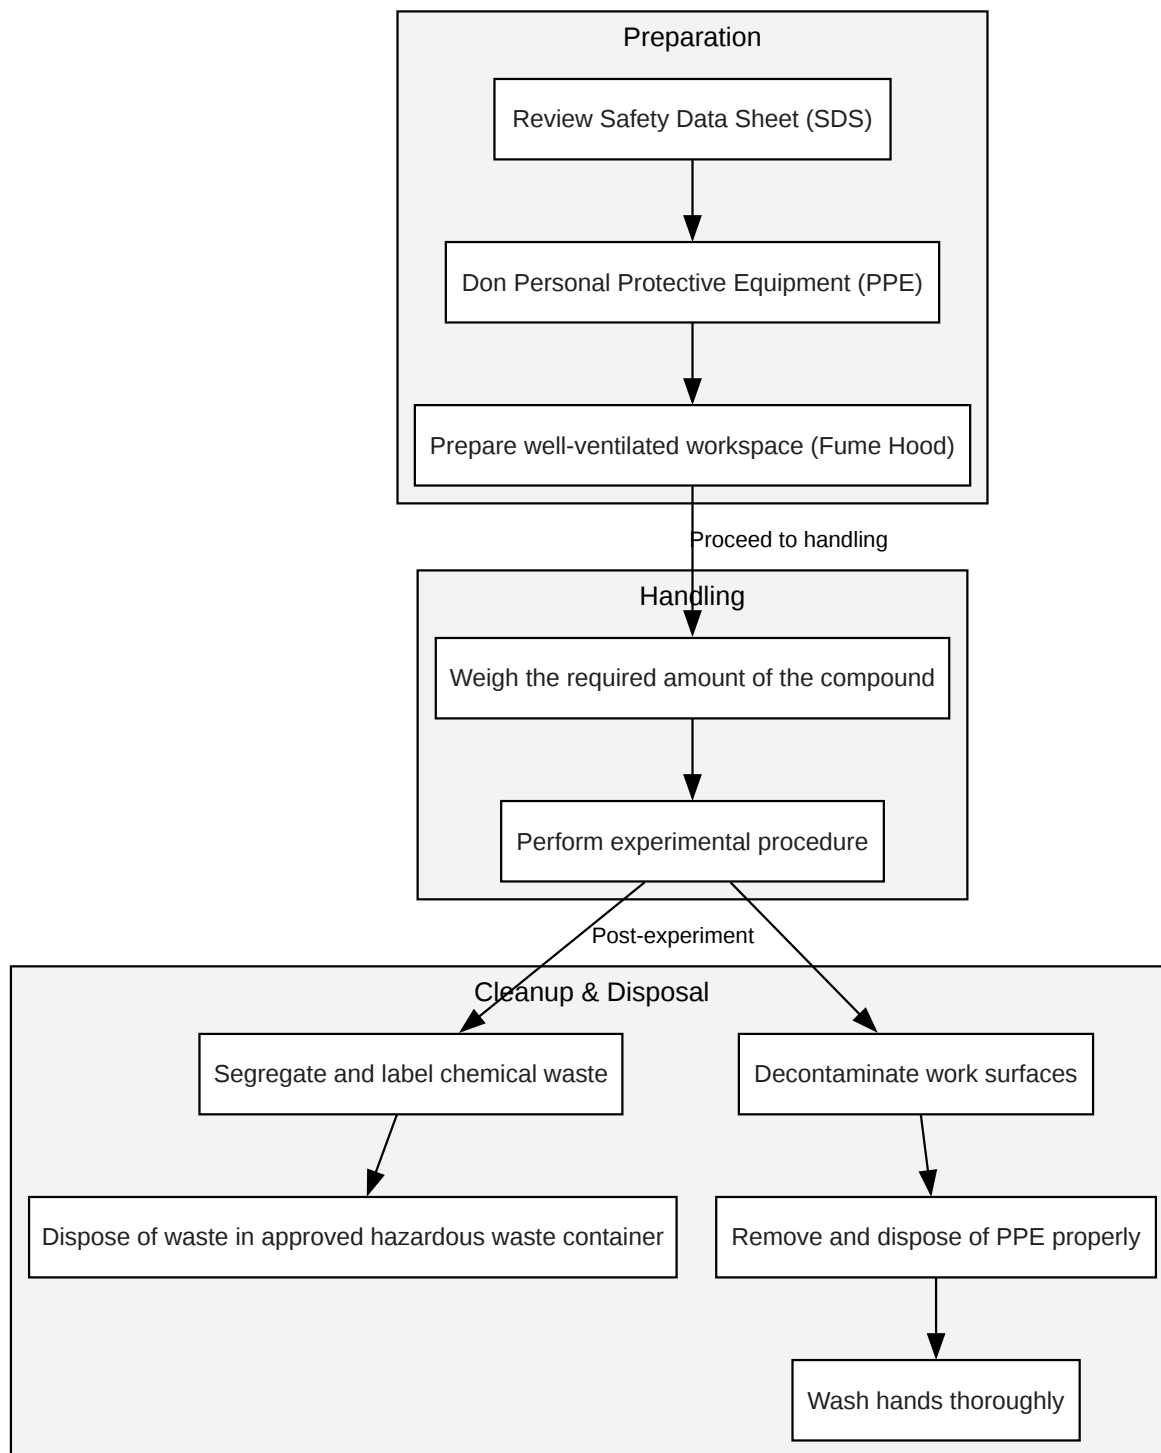 Preparation
Review Safety Data Sheet (SDS)
Don Personal Protective Equipment (PPE)
Prepare well-ventilated workspace (Fume Hood)
Proceed to handling
Handling
Weigh the required amount of the compound
Perform experimental procedure
Post-experiment
Cleanup & Disposal
Segregate and label chemical waste
Decontaminate work surfaces
Dispose of waste in approved hazardous waste container
Remove and dispose of PPE properly
Wash hands thoroughly